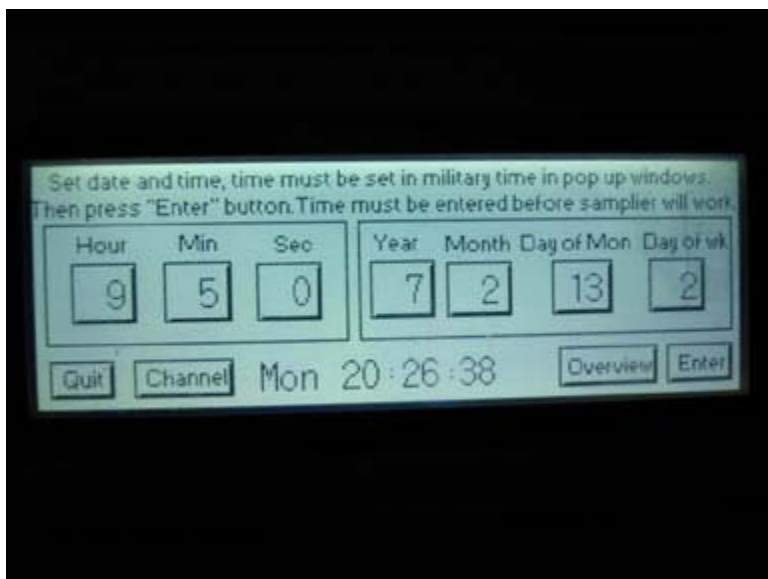 Set date and time, time must be set in military time in pop up windows.
Then press "Enter" button.Time must be entered before samplier will work.
Hour Min Sec Year Month Day of Mon Day of wk
9 5 0 7 2 13 2
Quit Channel Mon 20:26:38 Overview Enter